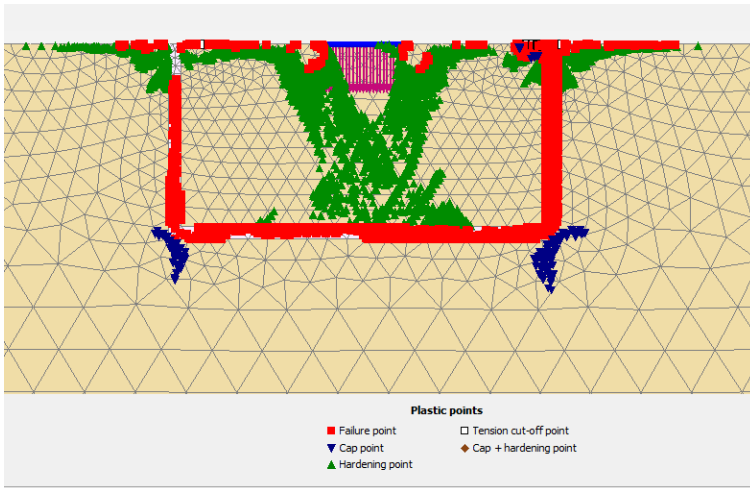 Plastic points
Failure point
Tension cut-off point
Cap point
Cap + hardening point
Hardening point